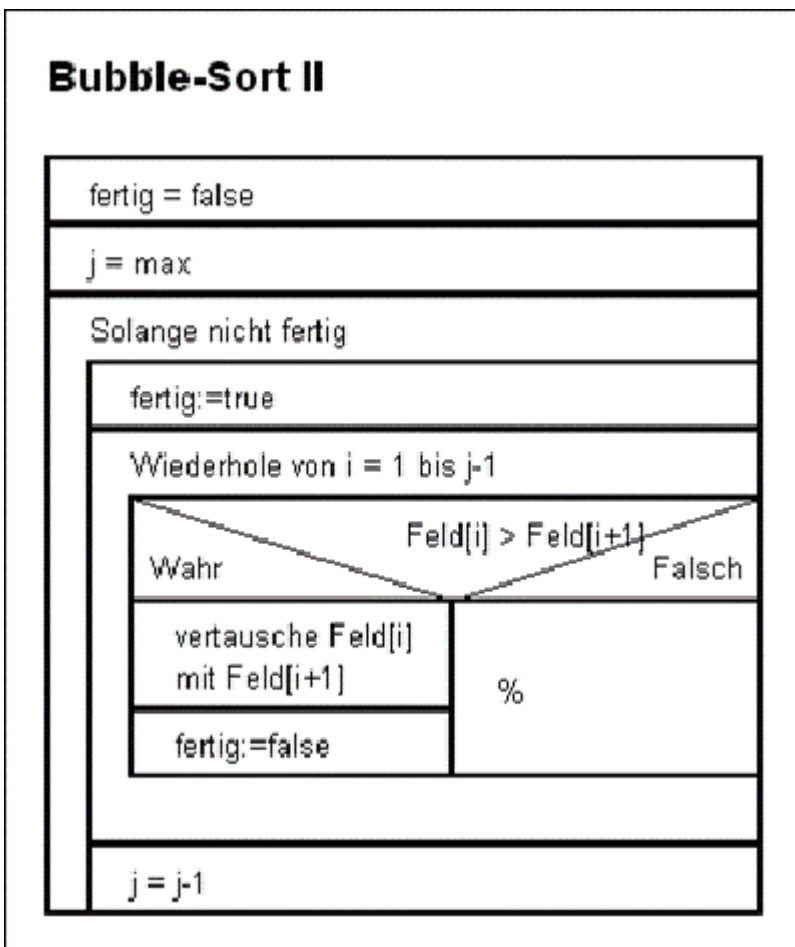 Bubble-Sort II
fertig = false
j = max
Solange nicht fertig
fertig:=true
Wiederhole von i = 1 bis j-1
Feld[i] > Feld[i+1]
Wahr
Falsch
vertausche Feld[i]
mit Feld[i+1]
%
fertig:=false
j = j-1